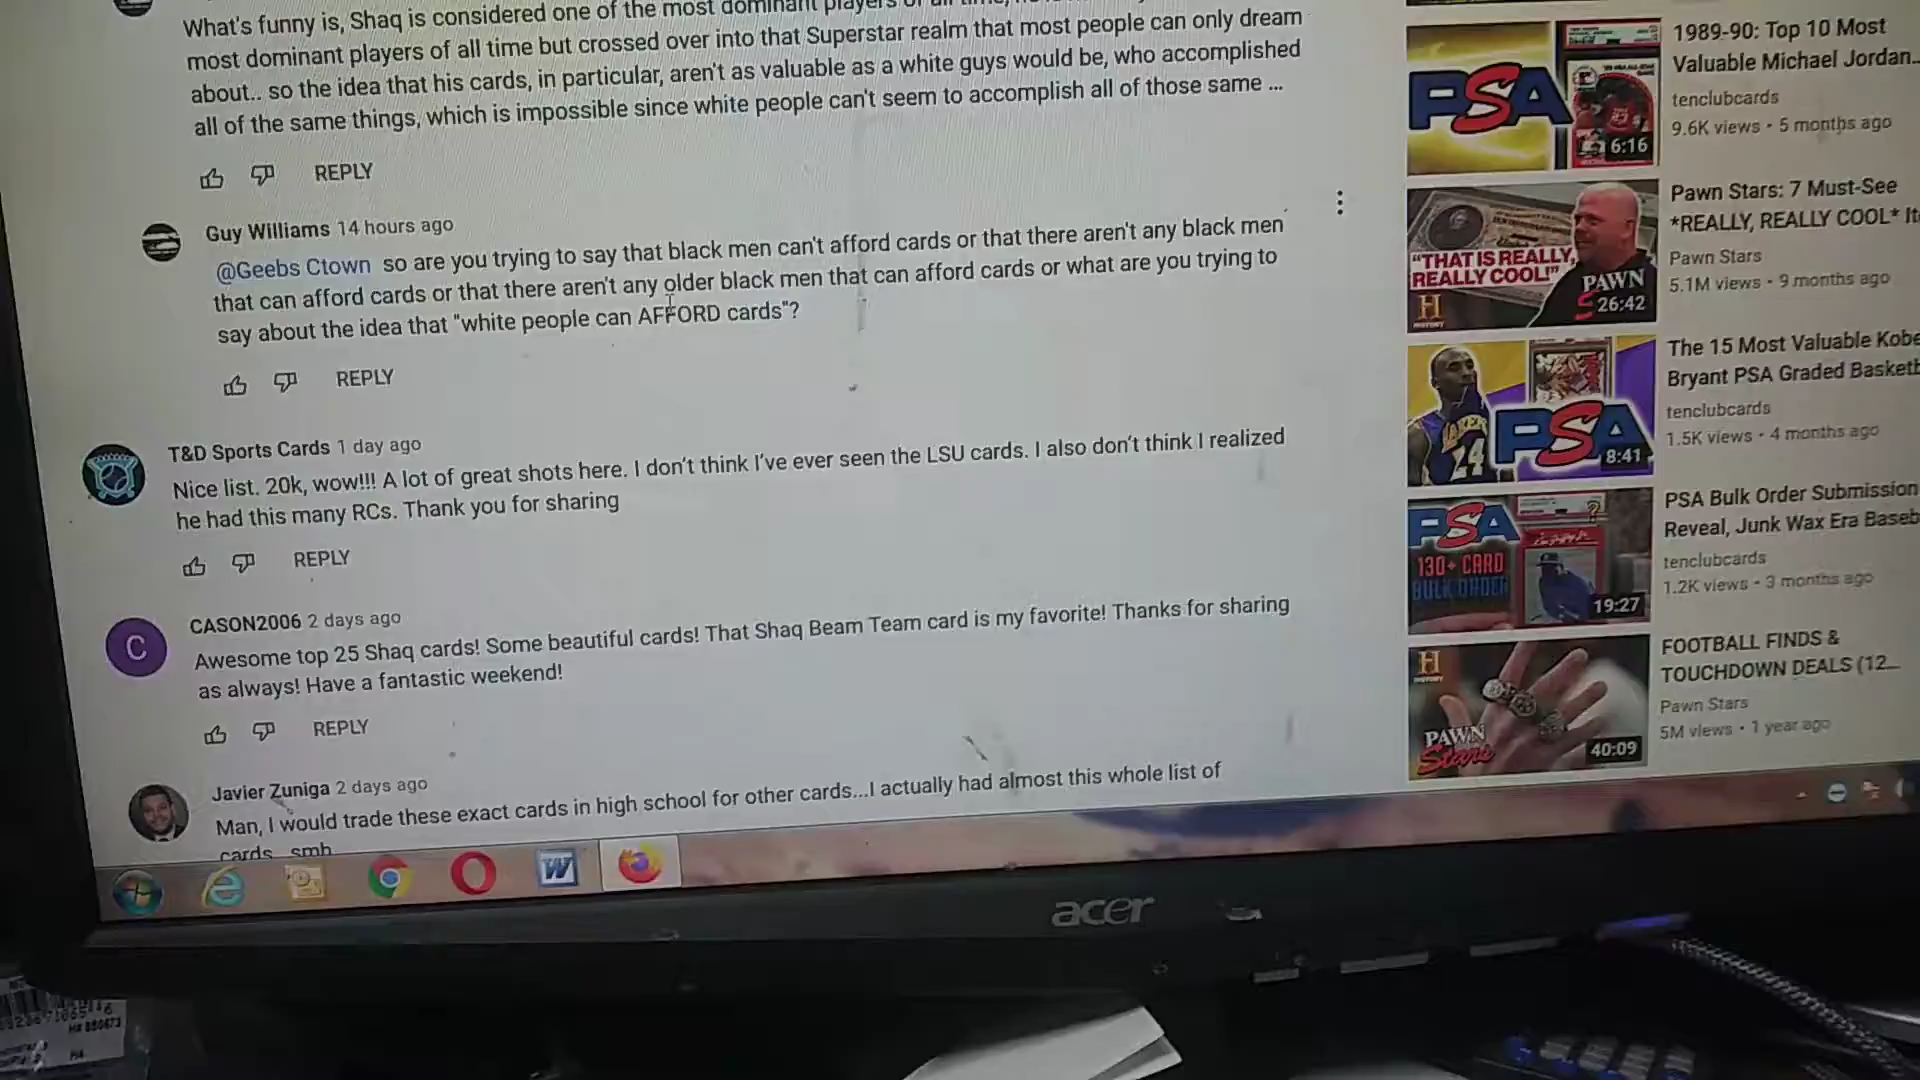 What's funny is, Shaq is considered one of the most dominant players of all time,
most dominant players of all time but crossed over into that Superstar realm that most people can only dream
about.. so the idea that his cards, in particular, aren't as valuable as a white guys would be, who accomplished
all of the same things, which is impossible since white people can't seem to accomplish all of those same ...
REPLY
Guy Williams 14 hours ago
@Geebs Ctown so are you trying to say that black men can't afford cards or that there aren't any black men
that can afford cards or that there aren't any older black men that can afford cards or what are you trying to
say about the idea that "white people can AFFORD cards"?
REPLY
T&D Sports Cards 1 day ago
Nice list. 20k, wow!!! A lot of great shots here. I don't think I've ever seen the LSU cards. I also don't think I realized
he had this many RCs. Thank you for sharing
REPLY
CASON2006 2 days ago
C
Awesome top 25 Shaq cards! Some beautiful cards! That Shaq Beam Team card is my favorite! Thanks for sharing
as always! Have a fantastic weekend!
REPLY
Javier Zuniga 2 days ago
Man, I would trade these exact cards in high school for other cards...I actually had almost this whole list of
cards smh
1989-90: Top 10 Most
Valuable Michael Jordan...
tenclubcards
9.6K views • 5 months ago
PSA
6:16
Pawn Stars: 7 Must-See
*REALLY, REALLY COOL* It
Pawn Stars
5.1M views • 9 months ago
"THAT IS REALLY,
REALLY COOL!"
H
HISTORY
PAWN
26:42
The 15 Most Valuable Kobe
Bryant PSA Graded Basketb
tenclubcards
1.5K views • 4 months ago
LAKERS
24
PSA
8:41
PSA Bulk Order Submission
Reveal, Junk Wax Era Baseb
tenclubcards
1.2K views • 3 months ago
PSA
?
130+ CARD
BULK ORDER
19:27
FOOTBALL FINDS &
TOUCHDOWN DEALS (12...
Pawn Stars
5M views • 1 year ago
H
HISTORY
PAWN
Stars
40:09
W
acer